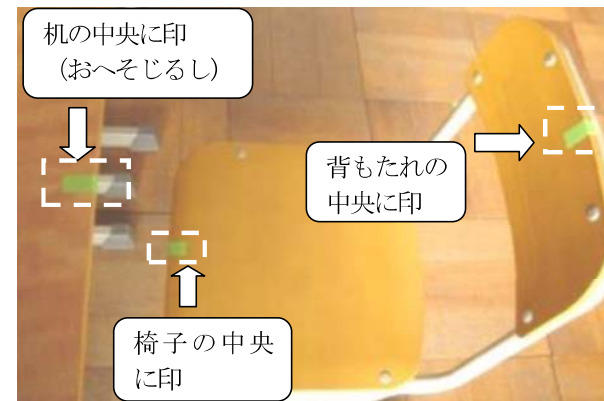 机の中央に印
（おへそじるし）
背もたれの
中央に印
椅子の中央
に印